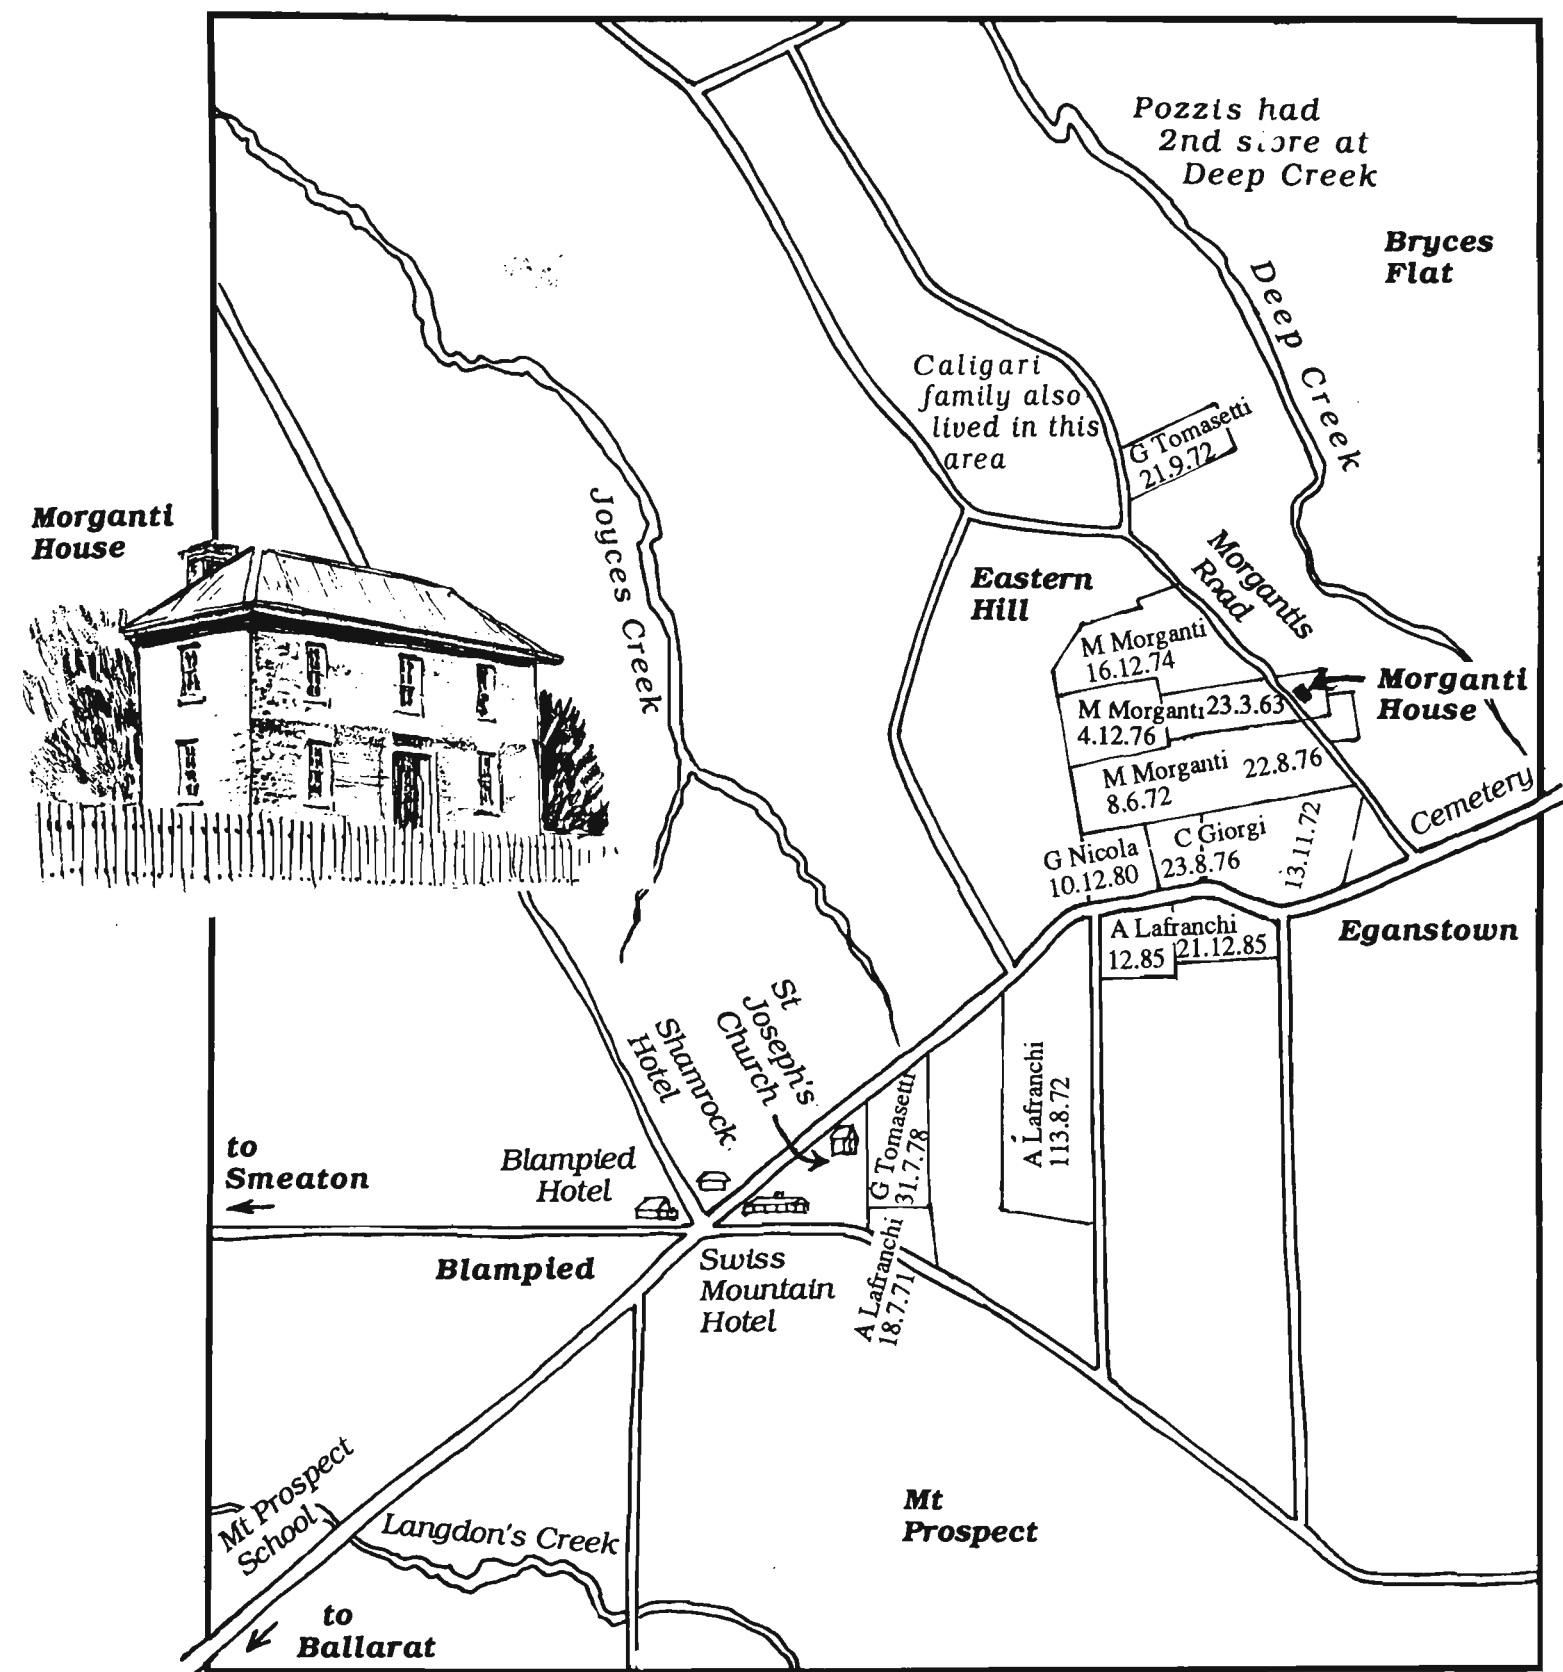 Pozzis had
2nd store at
Deep Creek
Bryces
Flat
Deep Creek
Caligari
family also
lived in this
area
G Tomasetti
21.9.72
Morganti
House
Joyces Creek
Eastern
Hill
Morgantis
Road
M Morganti
16.12.74
M Morganti 23.3.63
4.12.76
Morganti
House
M Morganti 22.8.76
8.6.72
Cemetery
G Nicola
10.12.80
C Giorgi
23.8.76
13.11.72
A Lafranchi
12.85 21.12.85
Eganstown
St
Joseph's
Church
Shamrock
Hotel
A Lafranchi
113.8.72
G Tomasetti
31.7.78
to
Smeaton
Blampied
Hotel
Blampied
Swiss
Mountain
Hotel
A Lafranchi
18.7.71
Mt Prospect
School
Langdon's Creek
Mt
Prospect
to
Ballarat